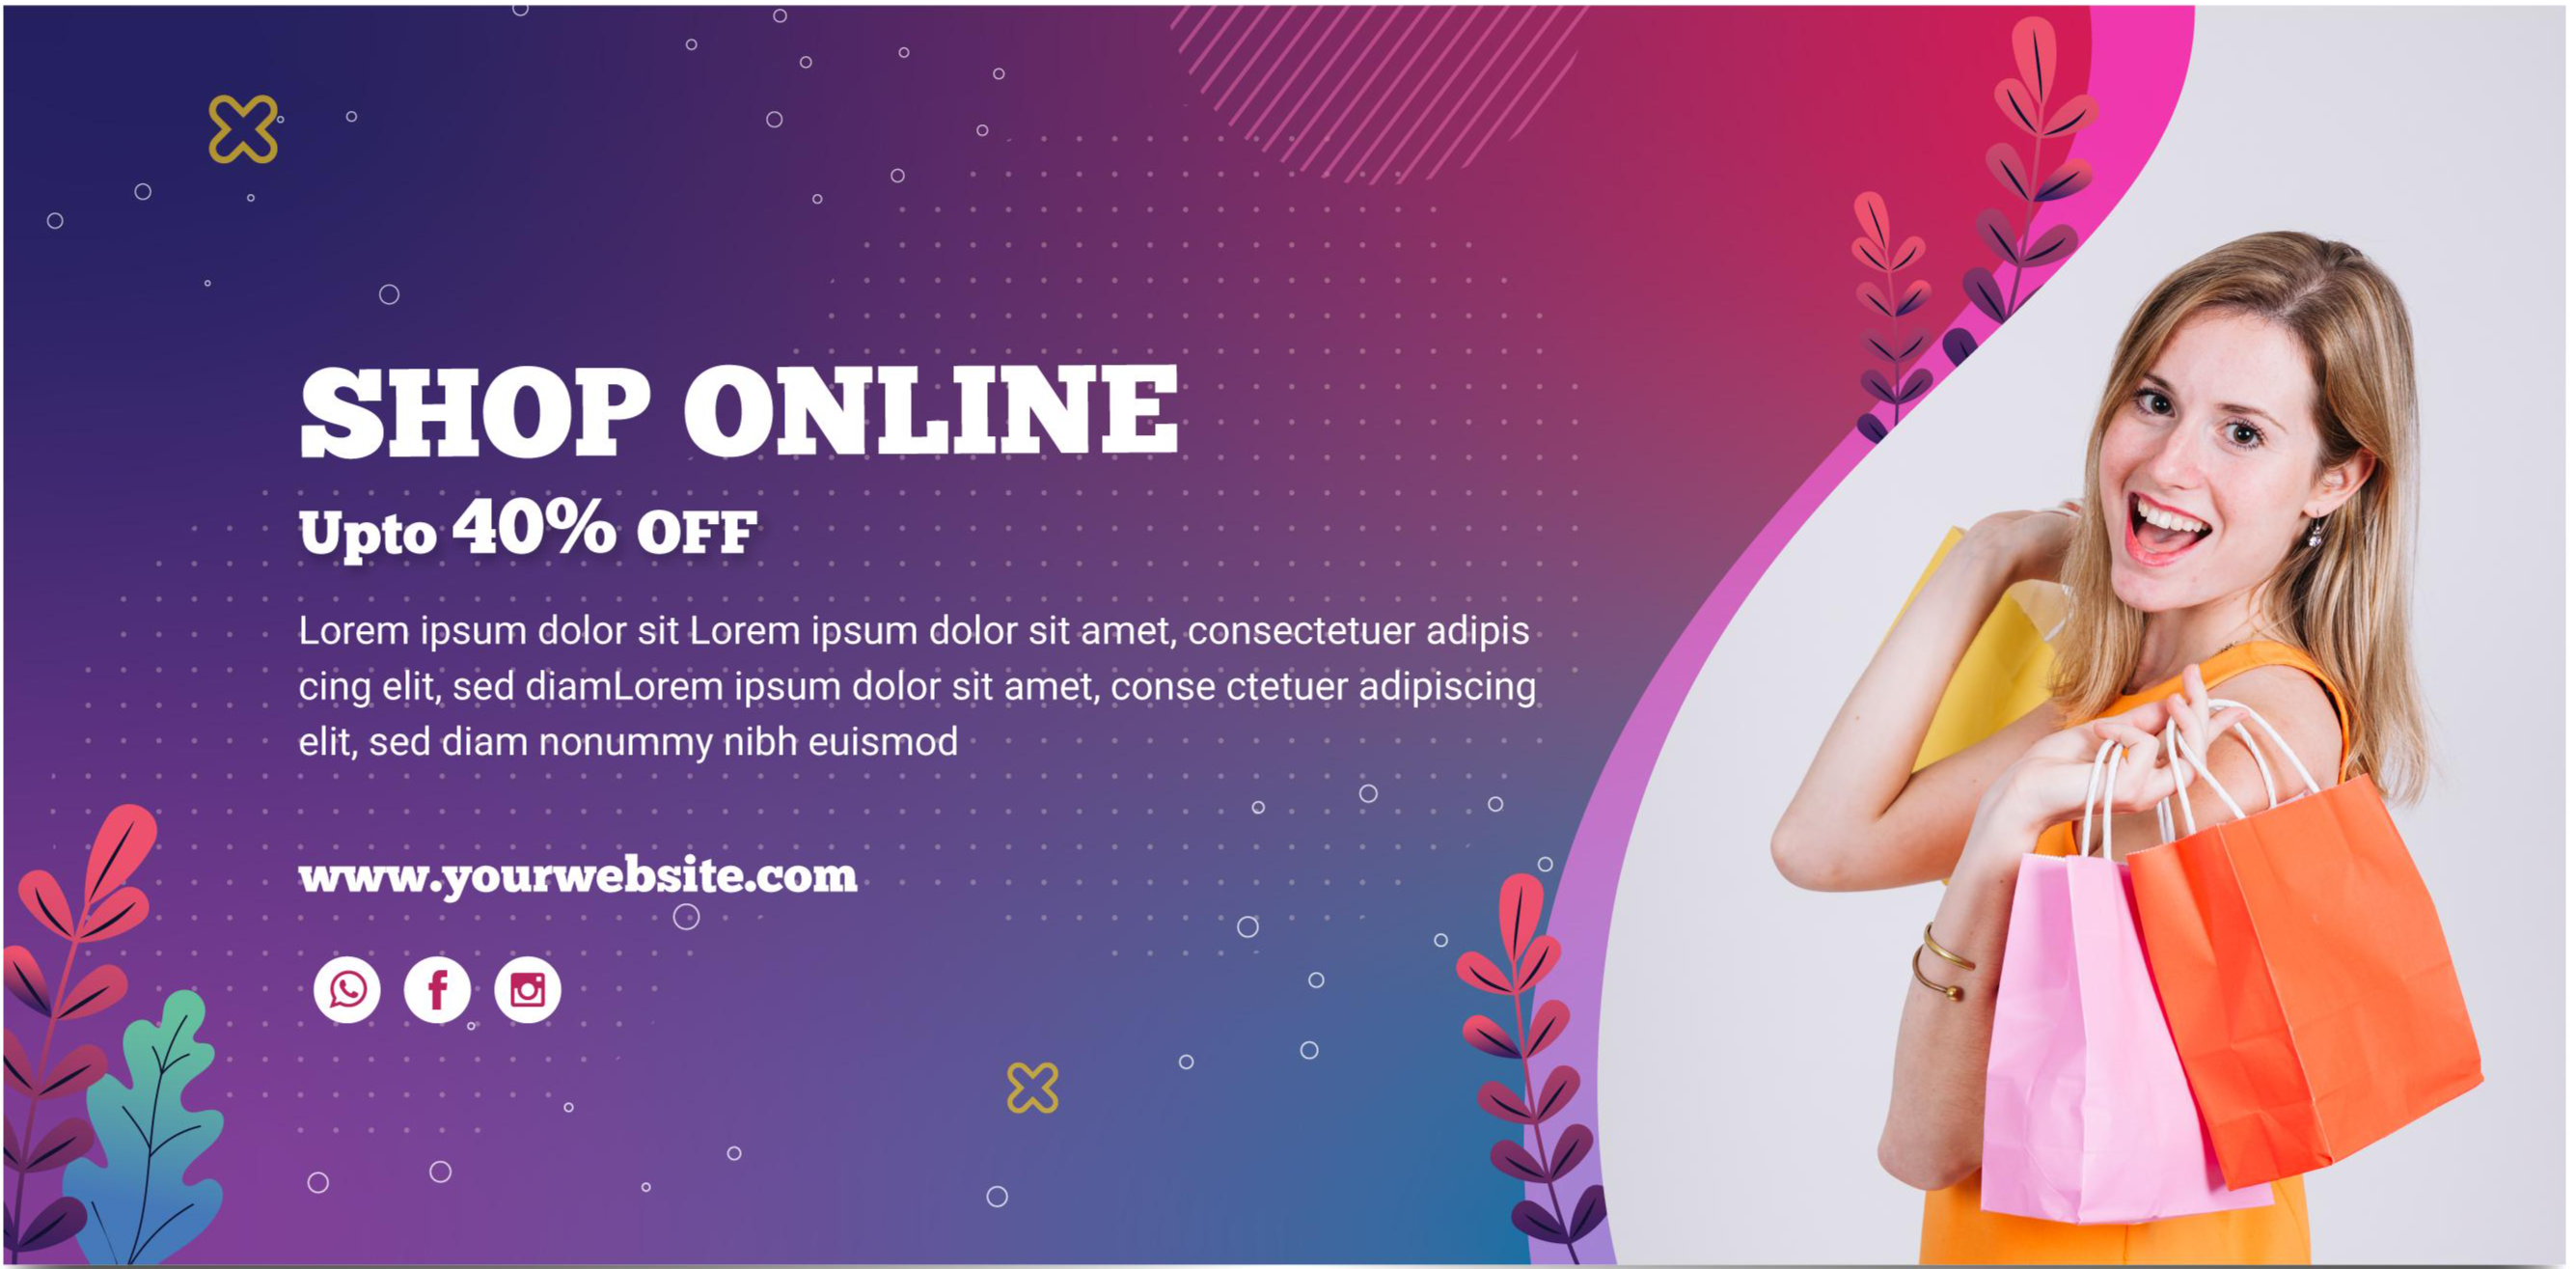 SHOP ONLINE
Upto 40% OFF
Lorem ipsum dolor sit Lorem ipsum dolor sit amet, consectetuer adipis
cing elit, sed diamLorem ipsum dolor sit amet, conse ctetuer adipiscing
elit, sed diam nonummy nibh euismod
www.yourwebsite.com